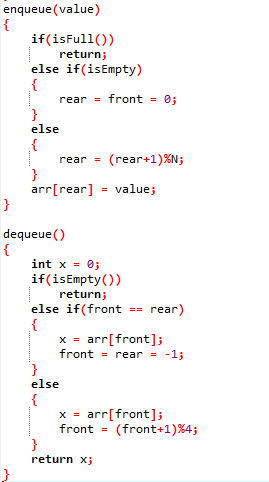 enqueue(value)
{
if(isFull())
return;
else if(isEmpty)
{
rear = front = 0;
}
else
{
rear = (rear+1)%N;
}
arr[rear] = value;
}
dequeue()
{
int x = 0;
if(isEmpty())
return;
else if(front == rear)
{
x = arr[front];
front = rear = -1;
}
else
{
x = arr[front];
front = (front+1)%4;
}
return x;
}